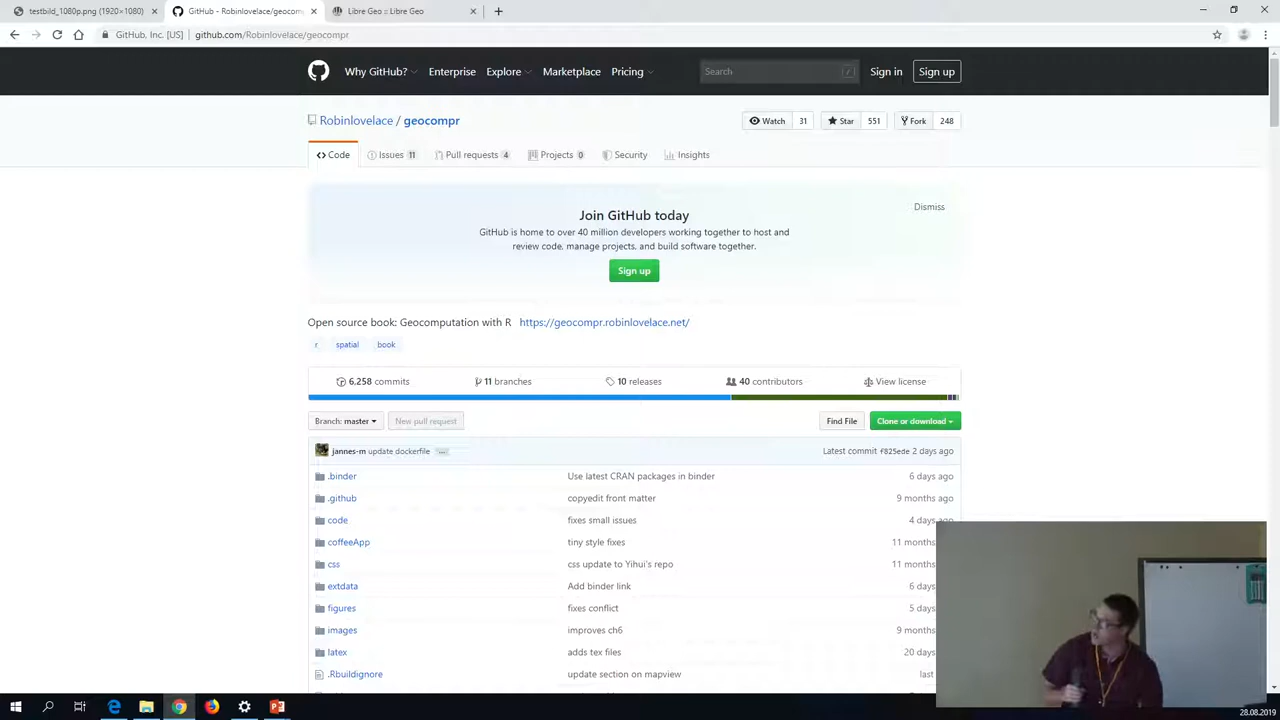 testbild_1080p.png (1920×1080)
GitHub - Robinlovelace/geocomp
Libre Geo :: Libre Geo
GitHub, Inc. [US]
github.com/Robinlovelace/geocompr
Why GitHub?
Enterprise
Explore
Marketplace
Pricing
Search
/
Sign in
Sign up
Robinlovelace / geocompr
Watch 31
Star 551
Fork 248
Code
Issues 11
Pull requests 4
Projects 0
Security
Insights
Join GitHub today
Dismiss
GitHub is home to over 40 million developers working together to host and
review code, manage projects, and build software together.
Sign up
Open source book: Geocomputation with R https://geocompr.robinlovelace.net/
r spatial book
6,258 commits
11 branches
10 releases
40 contributors
View license
Branch: master
New pull request
Find File
Clone or download
jannes-m update dockerfile
Latest commit f825ede 2 days ago
.binder Use latest CRAN packages in binder 6 days ago
.github copyedit front matter 9 months ago
code fixes small issues 4 days ago
coffeeApp tiny style fixes 11 months
css css update to Yihui's repo 11 months
extdata Add binder link 6 days
figures fixes conflict 5 days
images improves ch6 9 months
latex adds tex files 20 days
.Rbuildignore update section on mapview last
28.08.2019